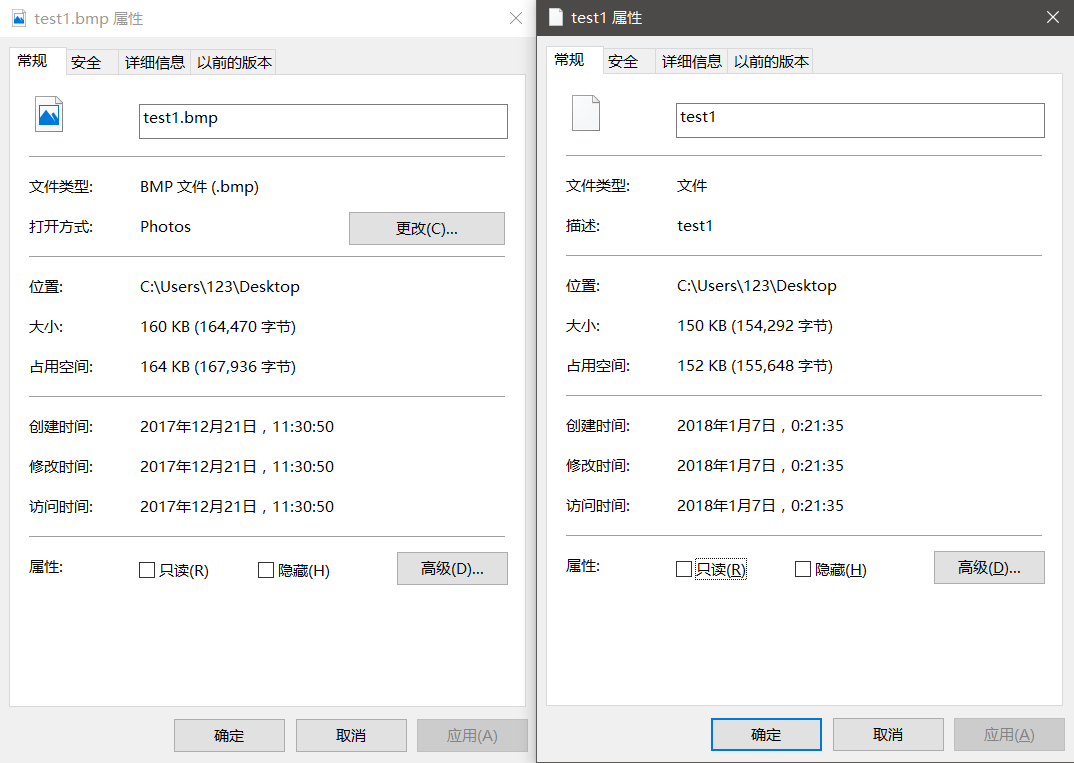 test1.bmp 属性
常规 安全 详细信息 以前的版本
test1.bmp
文件类型: BMP 文件 (.bmp)
打开方式: Photos 更改(C)...
位置: C:\Users\123\Desktop
大小: 160 KB (164,470 字节)
占用空间: 164 KB (167,936 字节)
创建时间: 2017年12月21日，11:30:50
修改时间: 2017年12月21日，11:30:50
访问时间: 2017年12月21日，11:30:50
属性: 只读(R) 隐藏(H) 高级(D)...
确定 取消 应用(A)
test1 属性
常规 安全 详细信息 以前的版本
test1
文件类型: 文件
描述: test1
位置: C:\Users\123\Desktop
大小: 150 KB (154,292 字节)
占用空间: 152 KB (155,648 字节)
创建时间: 2018年1月7日，0:21:35
修改时间: 2018年1月7日，0:21:35
访问时间: 2018年1月7日，0:21:35
属性: 只读(R) 隐藏(H) 高级(D)...
确定 取消 应用(A)